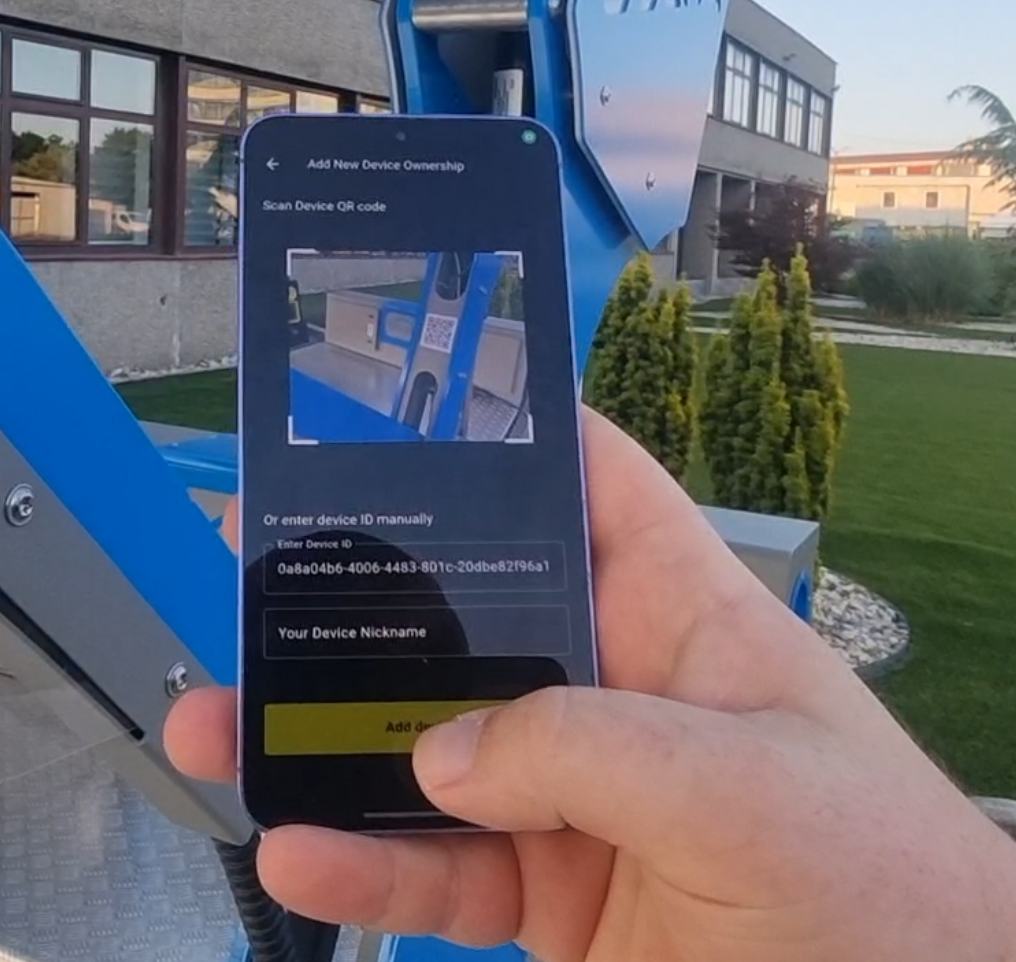 Add New Device Ownership
Scan Device QR code
Or enter device ID manually
Enter Device ID
0a8a04b6-4006-4483-801c-20dbe82f96a1
Your Device Nickname
Add